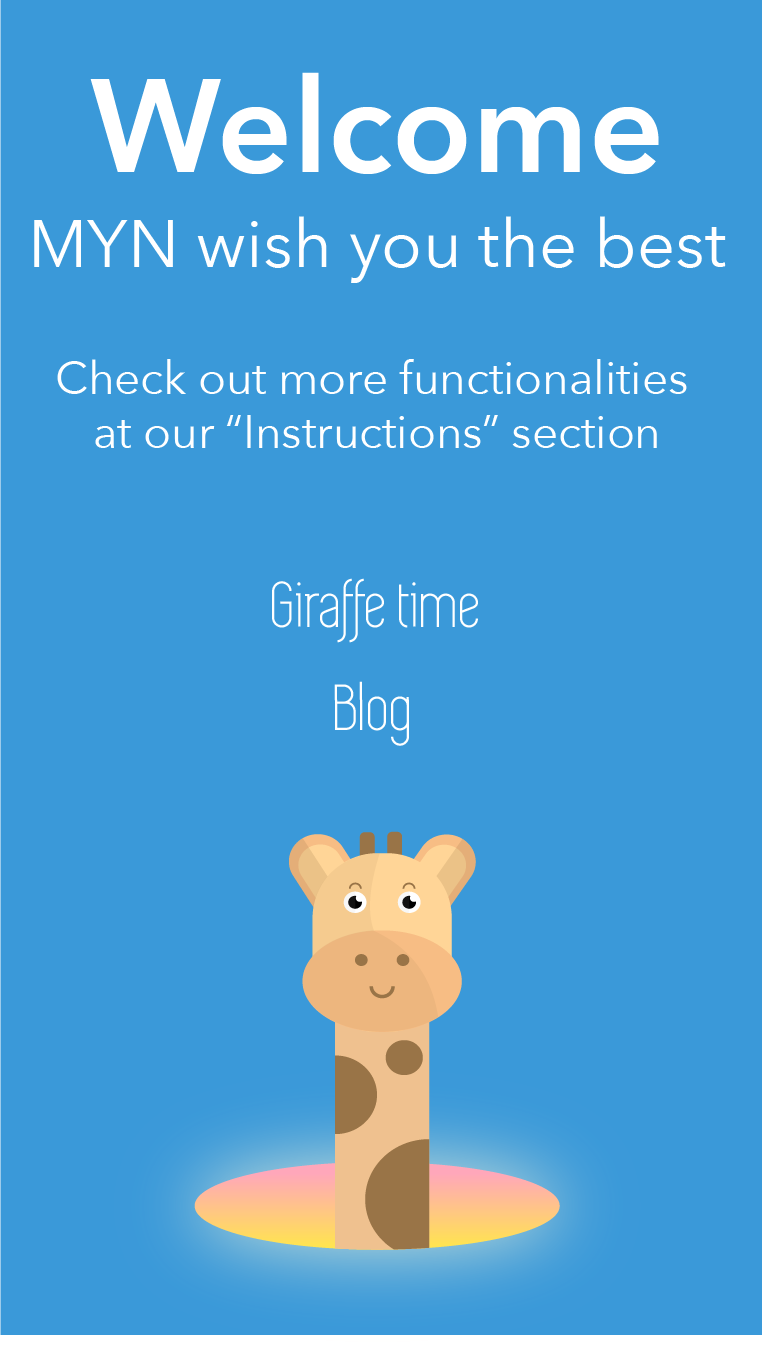 Welcome
MYN wish you the best
Check out more functionalities
at our “Instructions” section
Giraffe time
Blog